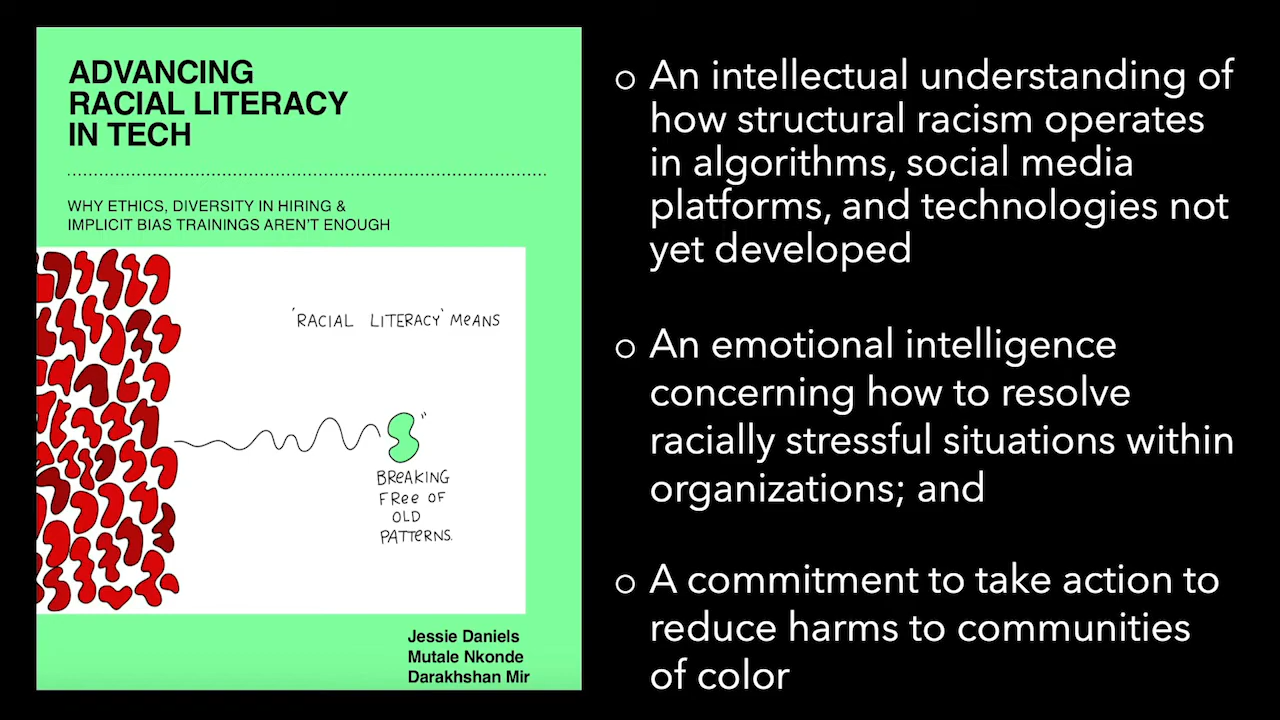 ADVANCING
RACIAL LITERACY
IN TECH
WHY ETHICS, DIVERSITY IN HIRING &
IMPLICIT BIAS TRAININGS AREN'T ENOUGH
'RACIAL LITERACY' MEANS
BREAKING
FREE OF
OLD
PATTERNS.
Jessie Daniels
Mutale Nkonde
Darakhshan Mir
An intellectual understanding of
how structural racism operates
in algorithms, social media
platforms, and technologies not
yet developed
An emotional intelligence
concerning how to resolve
racially stressful situations within
organizations; and
A commitment to take action to
reduce harms to communities
of color